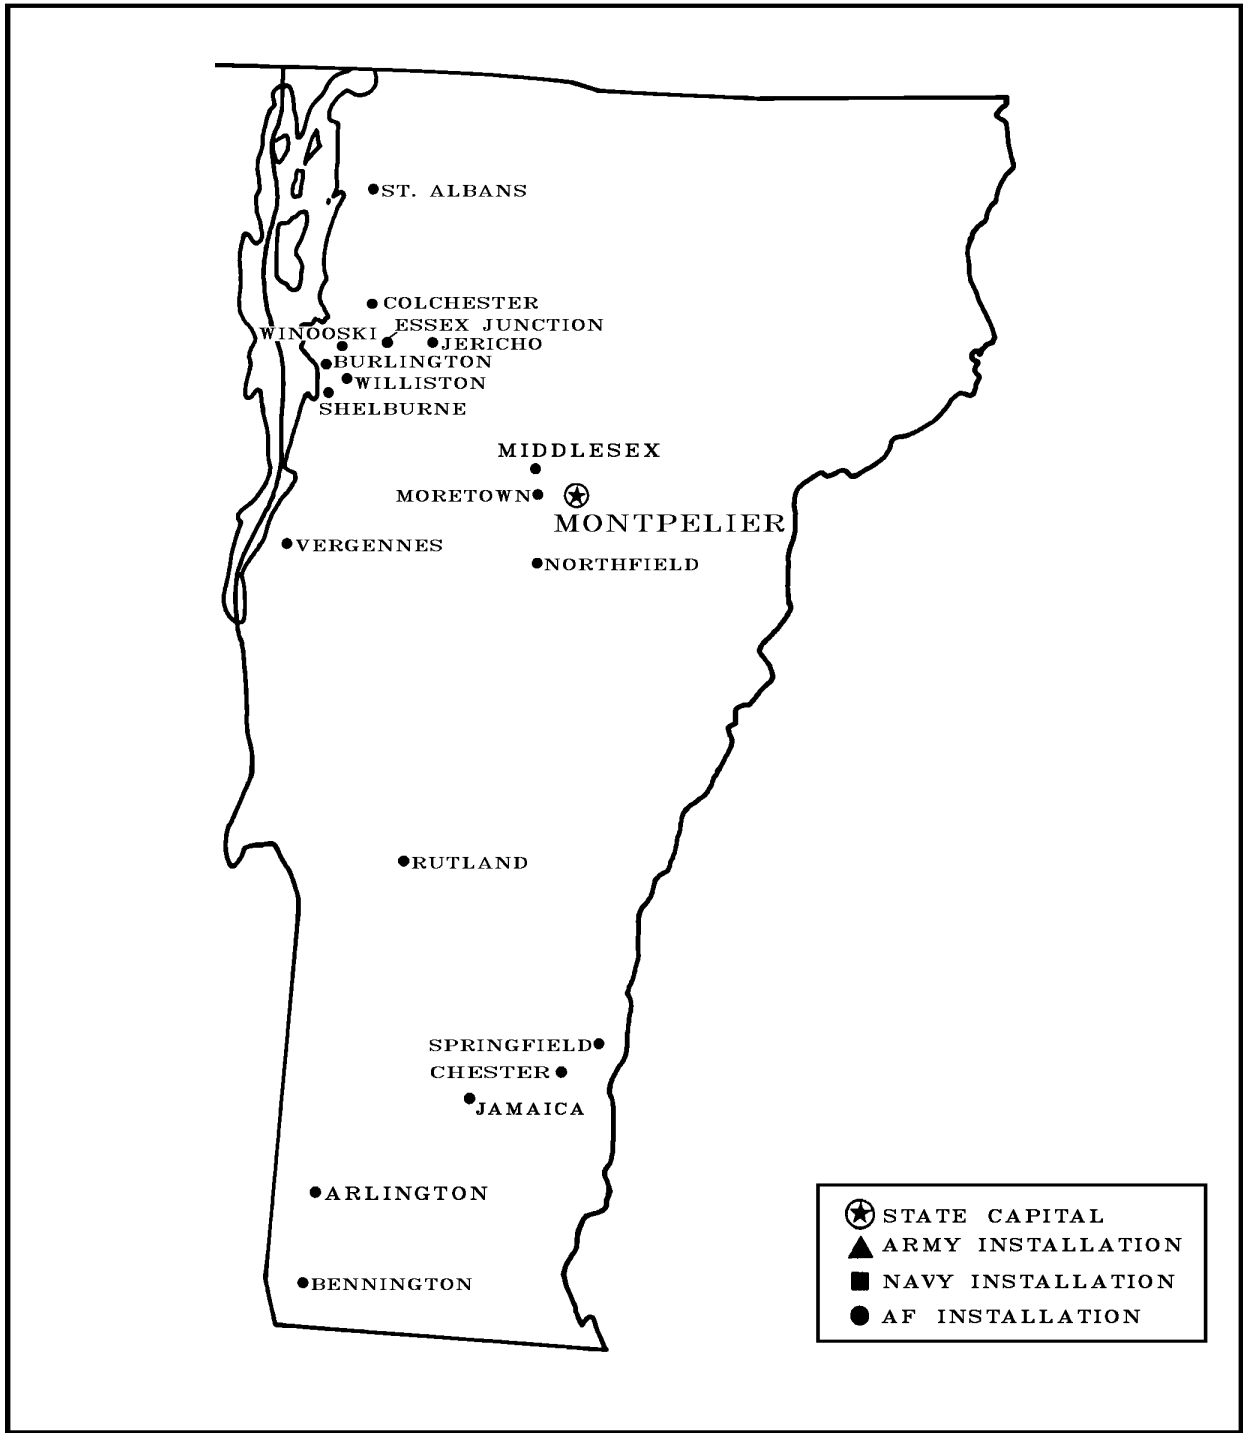 ST. ALBANS
COLCHESTER
ESSEX JUNCTION
WINOOSKI
JERICHO
BURLINGTON
WILLISTON
SHELBURNE
MIDDLESEX
MORETOWN
MONTPELIER
VERGENNES
NORTHFIELD
RUTLAND
SPRINGFIELD
CHESTER
JAMAICA
ARLINGTON
BENNINGTON
STATE CAPITAL
ARMY INSTALLATION
NAVY INSTALLATION
AF INSTALLATION